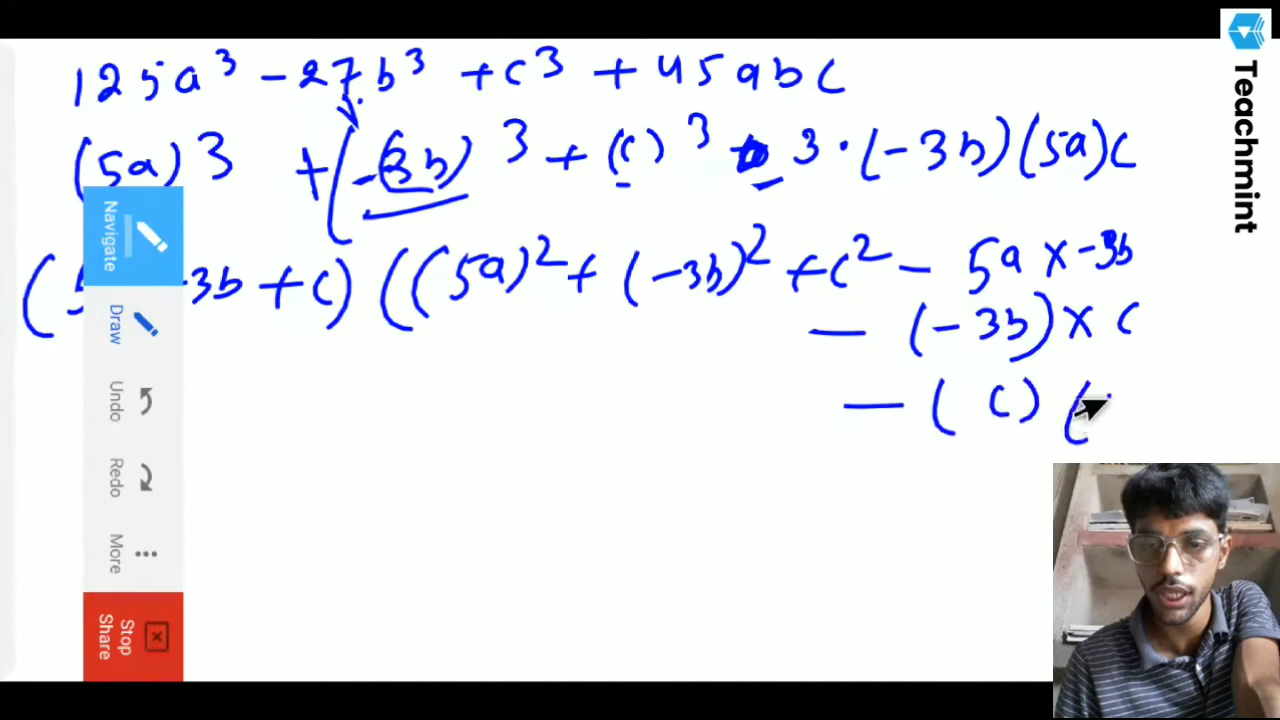 125a³ - 27b³ + c³ + 45abc
(5a)³ + (-(3b)³ + (c)³ - 3·(-3b)(5a)c
(5 -3b + c) ((5a)² + (-3b)² + c² - 5a x -3b
- (-3b) x c
- (c) (
Navigate
Draw
Undo
Redo
More
Stop Share
Teachmint